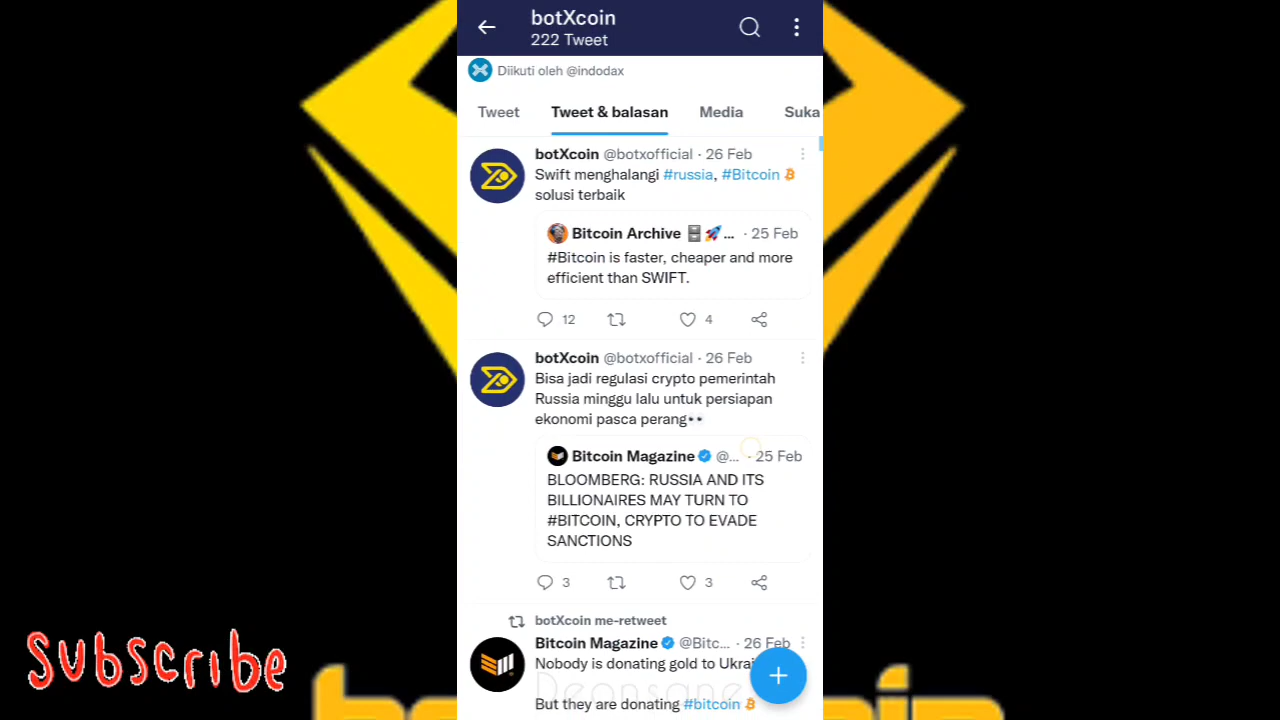 botXcoin
222 Tweet
Diikuti oleh @indodax
Tweet Tweet & balasan Media Suka
botXcoin @botxofficial · 26 Feb
Swift menghalangi #russia, #Bitcoin
solusi terbaik
Bitcoin Archive ... · 25 Feb
#Bitcoin is faster, cheaper and more
efficient than SWIFT.
12 4
botXcoin @botxofficial · 26 Feb
Bisa jadi regulasi crypto pemerintah
Russia minggu lalu untuk persiapan
ekonomi pasca perang👀
Bitcoin Magazine @... · 25 Feb
BLOOMBERG: RUSSIA AND ITS
BILLIONAIRES MAY TURN TO
#BITCOIN, CRYPTO TO EVADE
SANCTIONS
3 3
botXcoin me-retweet
Bitcoin Magazine @Bitc... · 26 Feb
Nobody is donating gold to
But they are donating #bitcoin
Subscribe